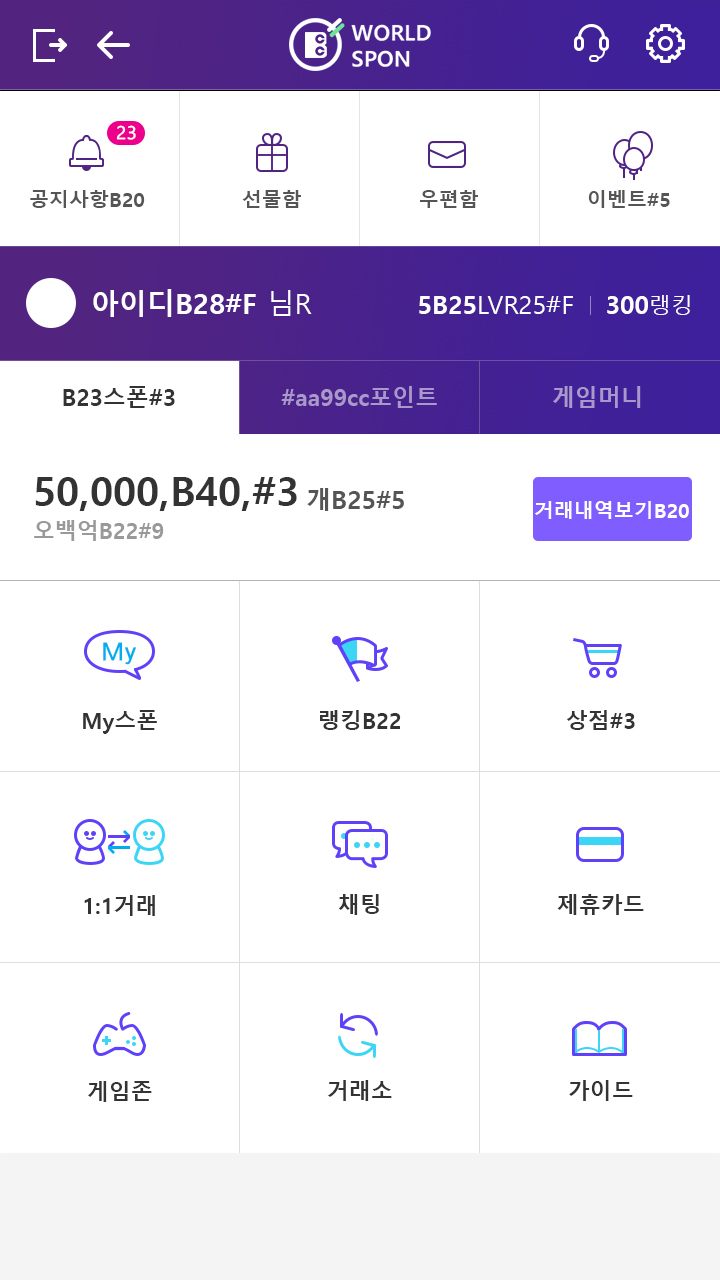 WORLD
SPON
23
공지사항B20
선물함
우편함
이벤트#5
아이디B28#F 님R
5B25LVR25#F
300랭킹
B23스폰#3
#aa99cc포인트
게임머니
50,000,B40,#3 개B25#5
오백억B22#9
거래내역보기B20
My
My스폰
랭킹B22
상점#3
1:1거래
채팅
제휴카드
게임존
거래소
가이드